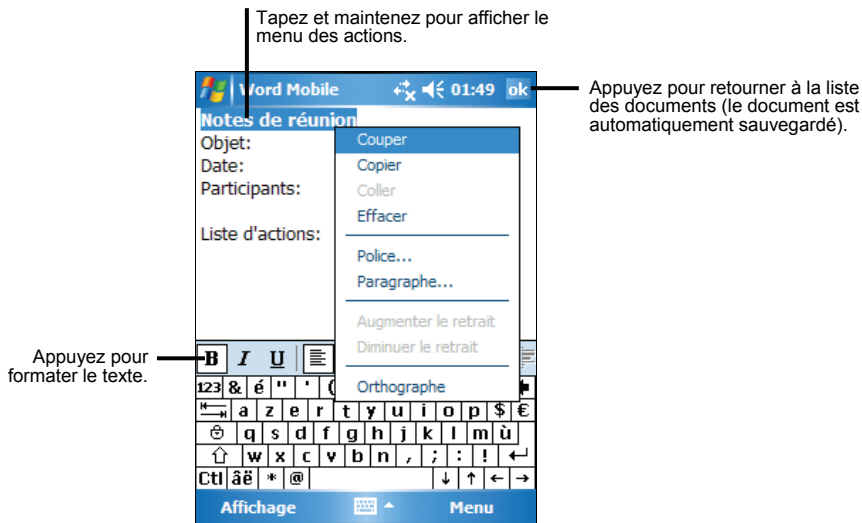 Tapez et maintenez pour afficher le
menu des actions.
Word Mobile 01:49 ok
Appuyez pour retourner à la liste
des documents (le document est
automatiquement sauvegardé).
Notes de réunion
Objet:
Date:
Participants:
Liste d'actions:
Couper
Copier
Coller
Effacer
Police...
Paragraphe...
Augmenter le retrait
Diminuer le retrait
Orthographe
Appuyez pour
formater le texte.
B I U
123 & é " ' (
a z e r t y u i o p $ €
q s d f g h j k l m ù
w x c v b n , ; : !
Ctl âë * @ ↓ ↑ ← →
Affichage Menu